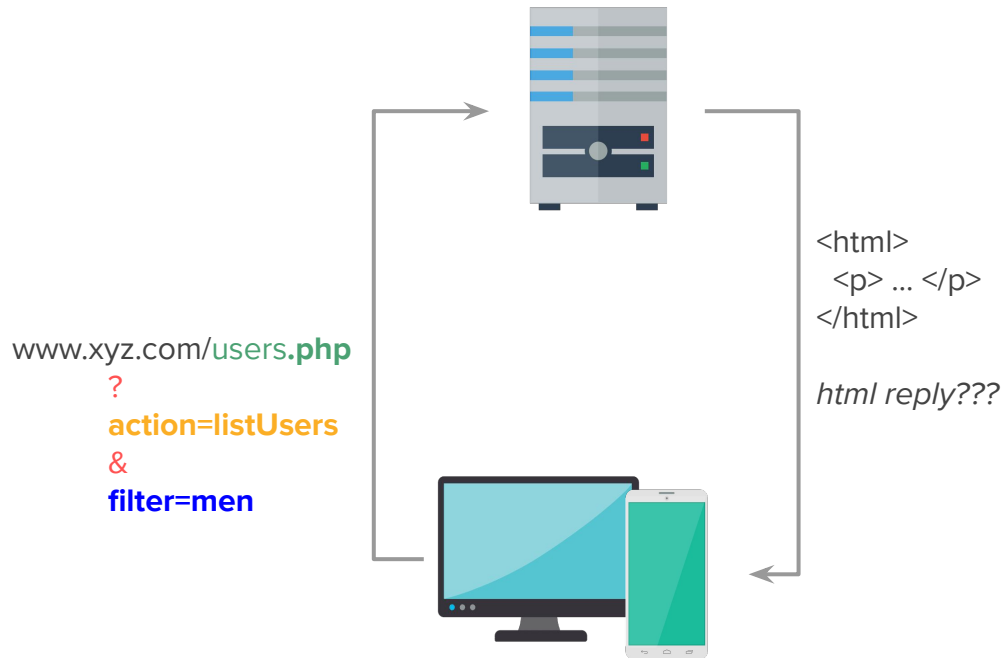 www.xyz.com/users.php
?
action=listUsers
&
filter=men
<html>
<p> ... </p>
</html>
html reply???